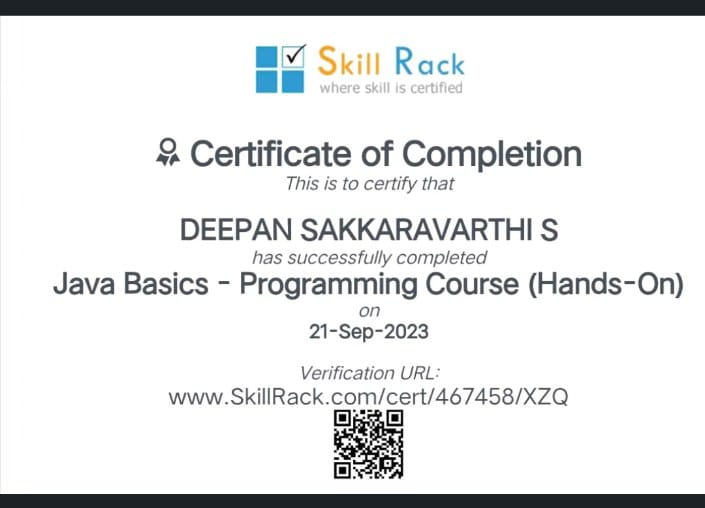 Skill Rack
where skill is certified
Certificate of Completion
This is to certify that
DEEPAN SAKKARAVARTHI S
has successfully completed
Java Basics - Programming Course (Hands-On)
on
21-Sep-2023
Verification URL:
www.SkillRack.com/cert/467458/XZQ